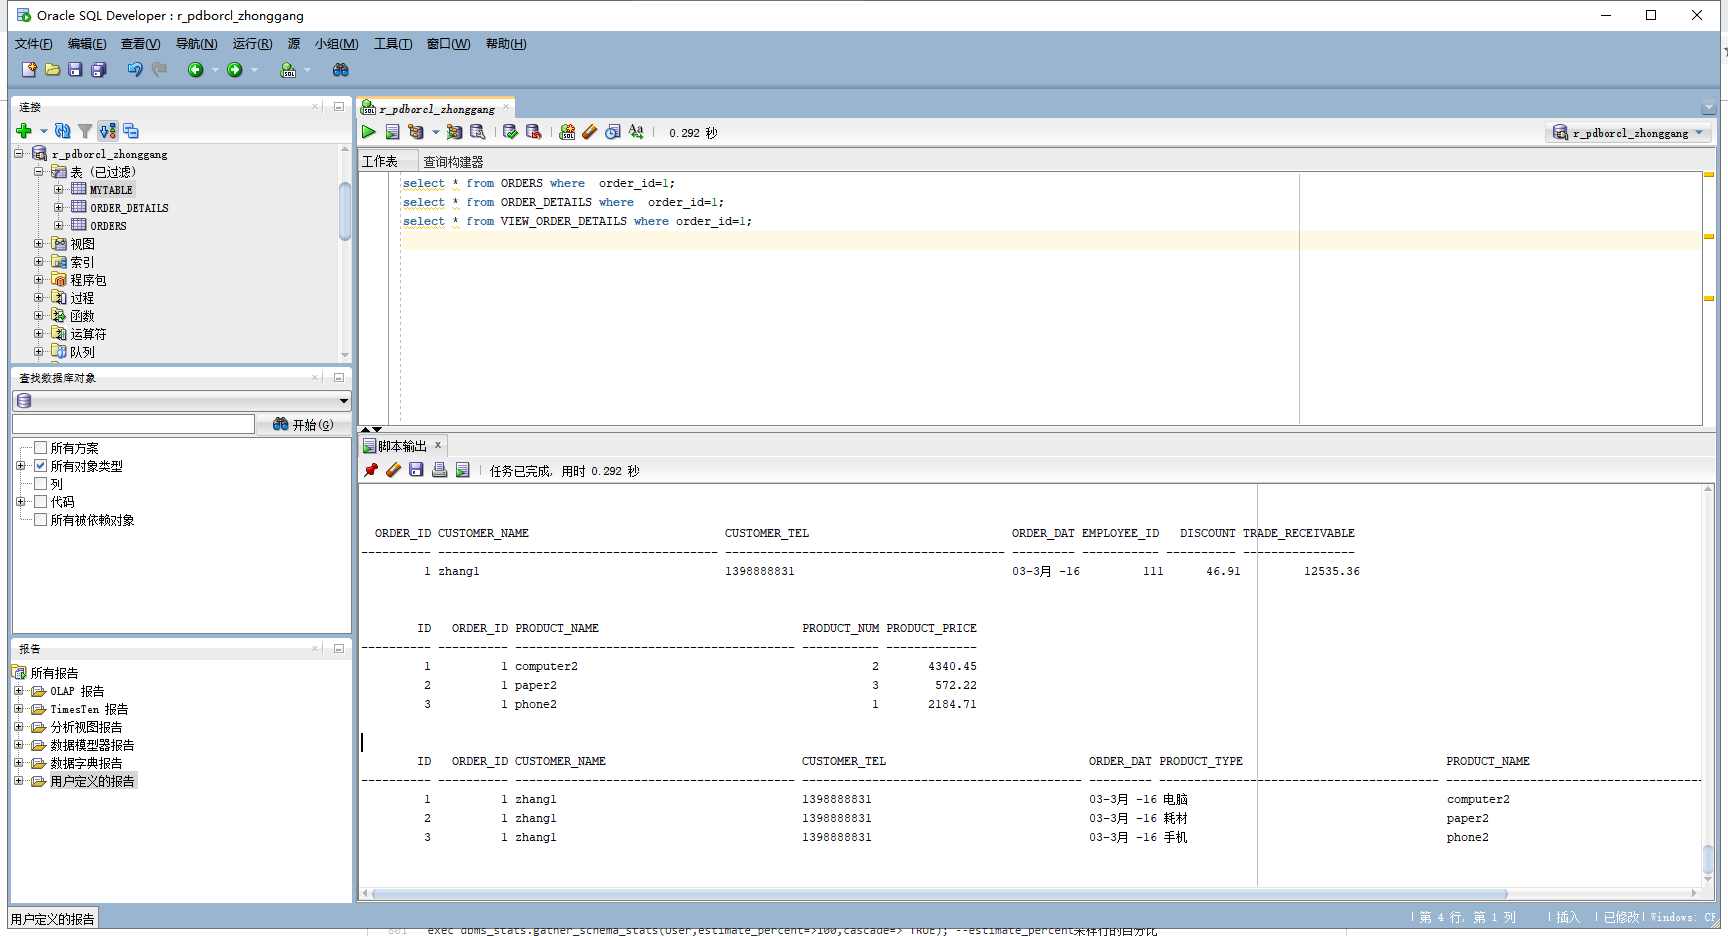 Oracle SQL Developer : r_pdborcl_zhonggang
文件(F) 编辑(E) 查看(V) 导航(N) 运行(R) 源 小组(M) 工具(T) 窗口(W) 帮助(H)
连接
r_pdborcl_zhonggang
表 (已过滤)
MYTABLE
ORDER_DETAILS
ORDERS
视图
索引
程序包
过程
函数
运算符
队列
查找数据库对象
开始(G)
所有方案
所有对象类型
列
代码
所有被依赖对象
报告
所有报告
OLAP 报告
TimesTen 报告
分析视图报告
数据模型器报告
数据字典报告
用户定义的报告
用户定义的报告
r_pdborcl_zhonggang
0.292 秒
r_pdborcl_zhonggang
工作表 查询构建器
select * from ORDERS where  order_id=1;
select * from ORDER_DETAILS where  order_id=1;
select * from VIEW_ORDER_DETAILS where order_id=1;
脚本输出
任务已完成, 用时 0.292 秒
ORDER_ID CUSTOMER_NAME CUSTOMER_TEL ORDER_DAT EMPLOYEE_ID DISCOUNT TRADE_RECEIVABLE
1 zhang1 1398888831 03-3月 -16 111 46.91 12535.36
ID ORDER_ID PRODUCT_NAME PRODUCT_NUM PRODUCT_PRICE
1 1 computer2 2 4340.45
2 1 paper2 3 572.22
3 1 phone2 1 2184.71
ID ORDER_ID CUSTOMER_NAME CUSTOMER_TEL ORDER_DAT PRODUCT_TYPE PRODUCT_NAME
1 1 zhang1 1398888831 03-3月 -16 电脑 computer2
2 1 zhang1 1398888831 03-3月 -16 耗材 paper2
3 1 zhang1 1398888831 03-3月 -16 手机 phone2
第 4 行, 第 1 列 插入 已修改 Windows: CF
801 exec dbms_stats.gather_schema_stats(User,estimate_percent=>100,cascade=> TRUE); --estimate_percent采样行的百分比